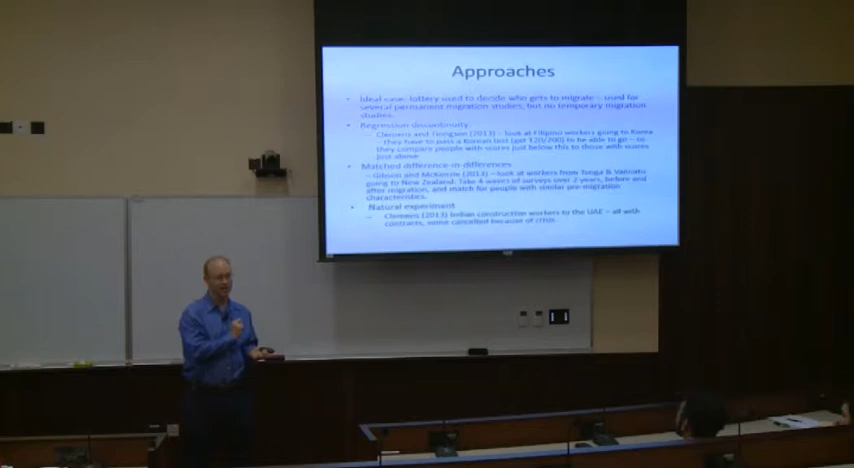 Approaches
• Ideal case: lottery used to decide who gets to migrate – used for
several permanent migration studies, but no temporary migration
studies.
• Regression discontinuity:
– Clemens and Tiongson (2013) – look at Filipino workers going to Korea
– they have to pass a Korean test (get 120/200) to be able to go – so
they compare people with scores just below this to those with scores
just above
• Matched difference-in-differences
– Gibson and McKenzie (2013) – look at workers from Tonga & Vanuatu
going to New Zealand. Take 4 waves of surveys over 2 years, before and
after migration, and match for people with similar pre-migration
characteristics.
• Natural experiment
– Clemens (2013) Indian construction workers to the UAE – all with
contracts, some cancelled because of crisis.